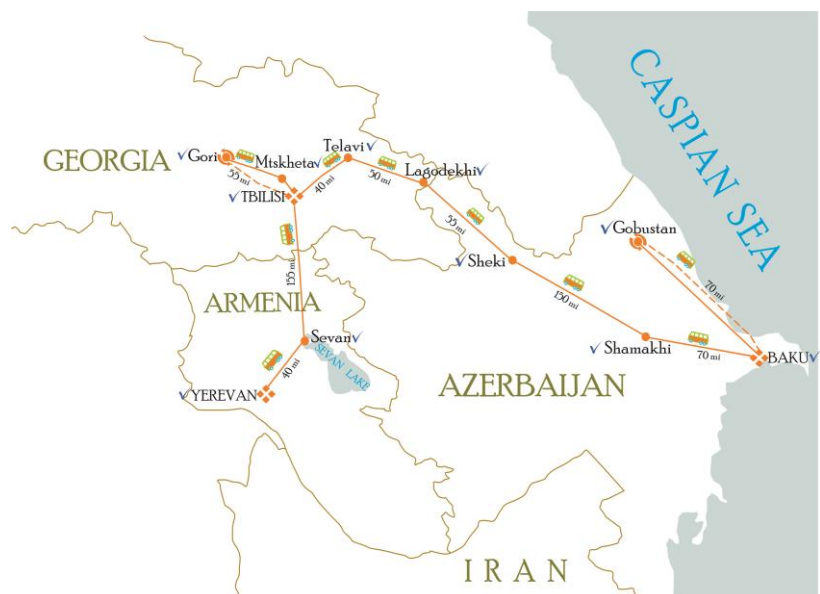 CASPIAN SEA
GEORGIA
Gori
Mtskheta
Telavi
55 mi
TBILISI
40 mi
50 mi
Lagodekhi
55 mi
Gobustan
155 mi
Sheki
70 mi
ARMENIA
150 mi
Sevan
SEVAN LAKE
Shamakhi
70 mi
BAKU
40 mi
YEREVAN
AZERBAIJAN
IRAN